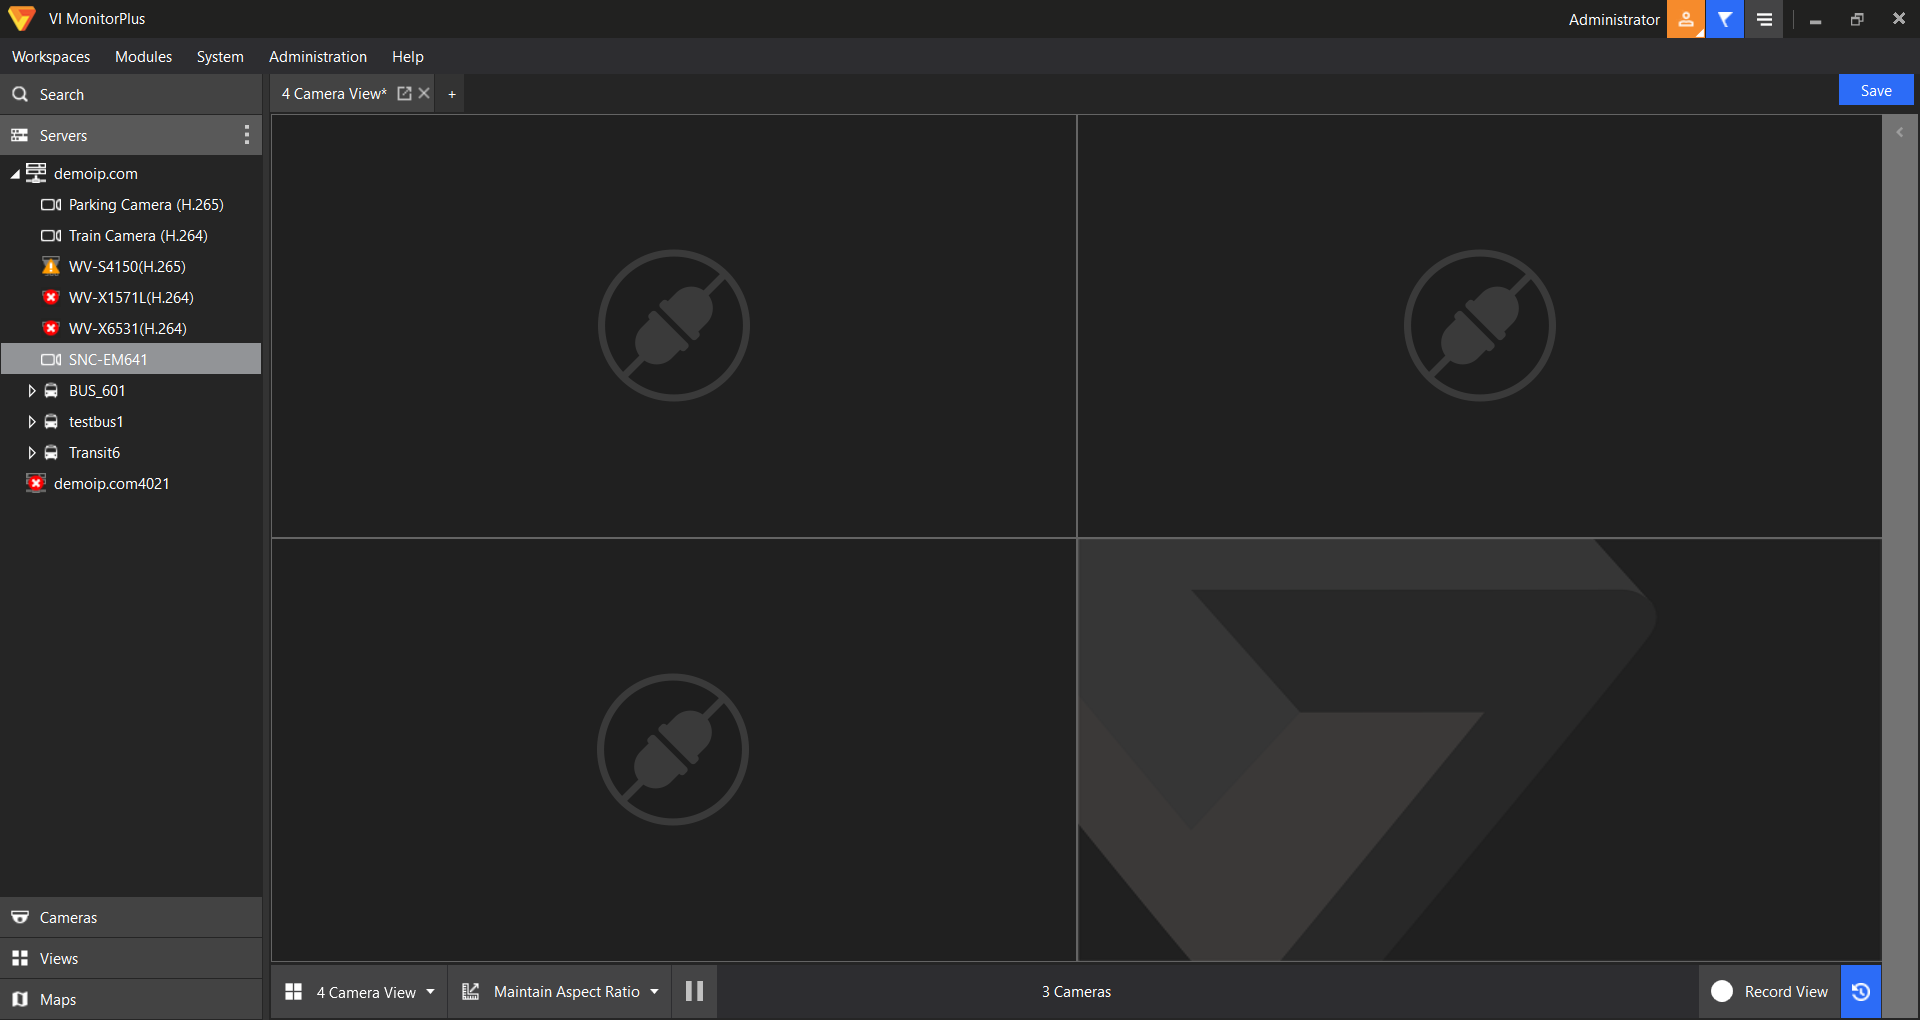 VI MonitorPlus
Administrator
Workspaces Modules System Administration Help
Search
4 Camera View* +
Save
Servers
demoip.com
Parking Camera (H.265)
Train Camera (H.264)
WV-S4150(H.265)
WV-X1571L(H.264)
WV-X6531(H.264)
SNC-EM641
BUS_601
testbus1
Transit6
demoip.com4021
Cameras
Views
Maps
4 Camera View
Maintain Aspect Ratio
3 Cameras
Record View